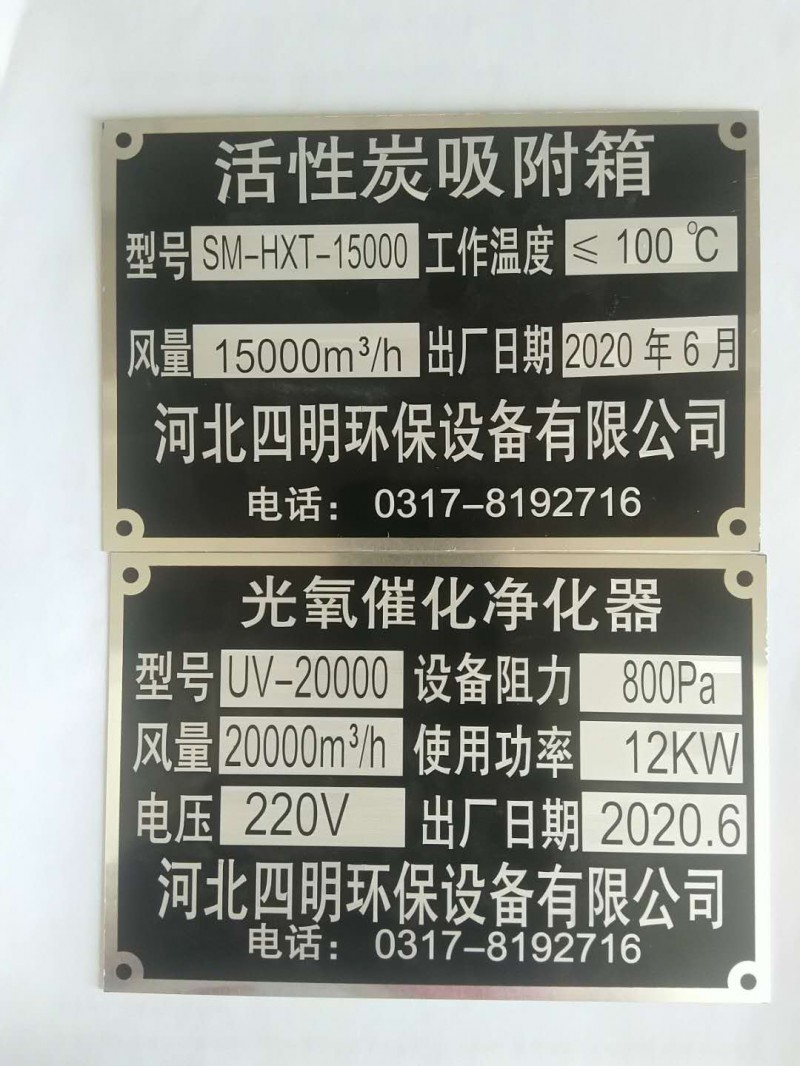 活性炭吸附箱
型号 SM-HXT-15000 工作温度 ≤ 100 ℃
风量 15000m³/h 出厂日期 2020 年 6 月
河北四明环保设备有限公司
电话: 0317-8192716
光氧催化净化器
型号 UV-20000 设备阻力 800Pa
风量 20000m³/h 使用功率 12KW
电压 220V 出厂日期 2020.6
河北四明环保设备有限公司
电话: 0317-8192716